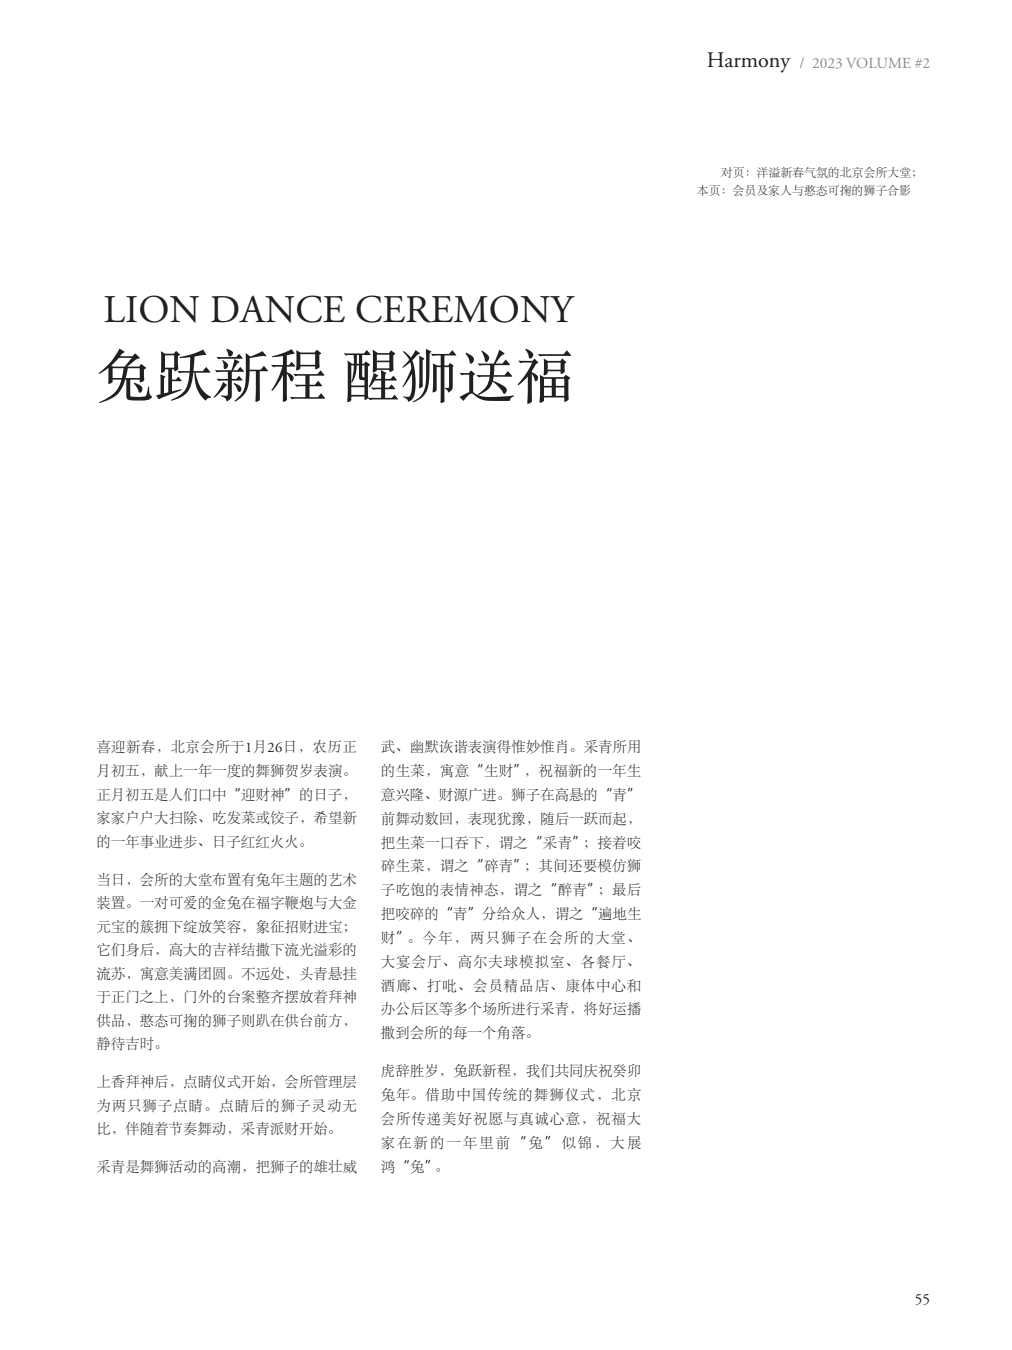 Harmony / 2023 VOLUME #2
对页：洋溢新春气氛的北京会所大堂；
本页：会员及家人与憨态可掬的狮子合影
LION DANCE CEREMONY
兔跃新程 醒狮送福
喜迎新春，北京会所于1月26日，农历正
月初五，献上一年一度的舞狮贺岁表演。
正月初五是人们口中“迎财神”的日子，
家家户户大扫除、吃发菜或饺子，希望新
的一年事业进步、日子红红火火。
当日，会所的大堂布置有兔年主题的艺术
装置。一对可爱的金兔在福字鞭炮与大金
元宝的簇拥下绽放笑容，象征招财进宝；
它们身后，高大的吉祥结撒下流光溢彩的
流苏，寓意美满团圆。不远处，头青悬挂
于正门之上，门外的台案整齐摆放着拜神
供品，憨态可掬的狮子则趴在供台前方，
静待吉时。
上香拜神后，点睛仪式开始，会所管理层
为两只狮子点睛。点睛后的狮子灵动无
比，伴随着节奏舞动，采青派财开始。
采青是舞狮活动的高潮，把狮子的雄壮威
武、幽默诙谐表演得惟妙惟肖。采青所用
的生菜，寓意“生财”，祝福新的一年生
意兴隆、财源广进。狮子在高悬的“青”
前舞动数回，表现犹豫，随后一跃而起，
把生菜一口吞下，谓之“采青”；接着咬
碎生菜，谓之“碎青”；其间还要模仿狮
子吃饱的表情神态，谓之“醉青”；最后
把咬碎的“青”分给众人，谓之“遍地生
财”。今年，两只狮子在会所的大堂、
大宴会厅、高尔夫球模拟室、各餐厅、
酒廊、打吡、会员精品店、康体中心和
办公后区等多个场所进行采青，将好运播
撒到会所的每一个角落。
虎辞胜岁，兔跃新程，我们共同庆祝癸卯
兔年。借助中国传统的舞狮仪式，北京
会所传递美好祝愿与真诚心意，祝福大
家在新的一年里前“兔”似锦，大展
鸿“兔”。
55